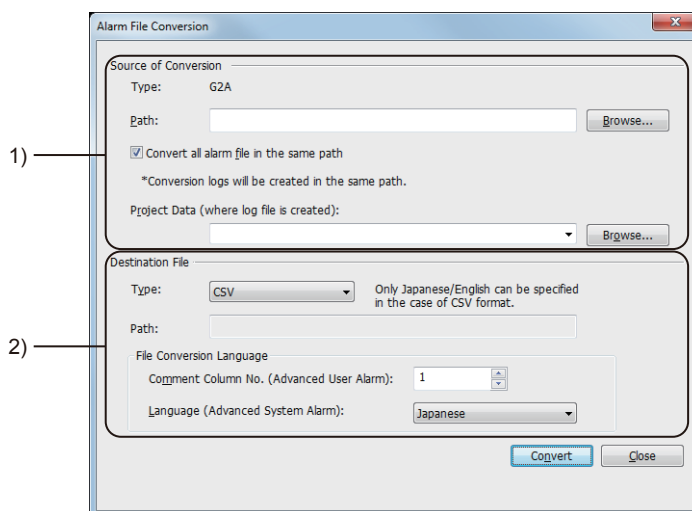 Alarm File Conversion
Source of Conversion
Type: G2A
Path: Browse...
1)
Convert all alarm file in the same path
*Conversion logs will be created in the same path.
Project Data (where log file is created):
Browse...
Destination File
Type: CSV Only Japanese/English can be specified
in the case of CSV format.
Path:
2)
File Conversion Language
Comment Column No. (Advanced User Alarm): 1
Language (Advanced System Alarm): Japanese
Convert Close